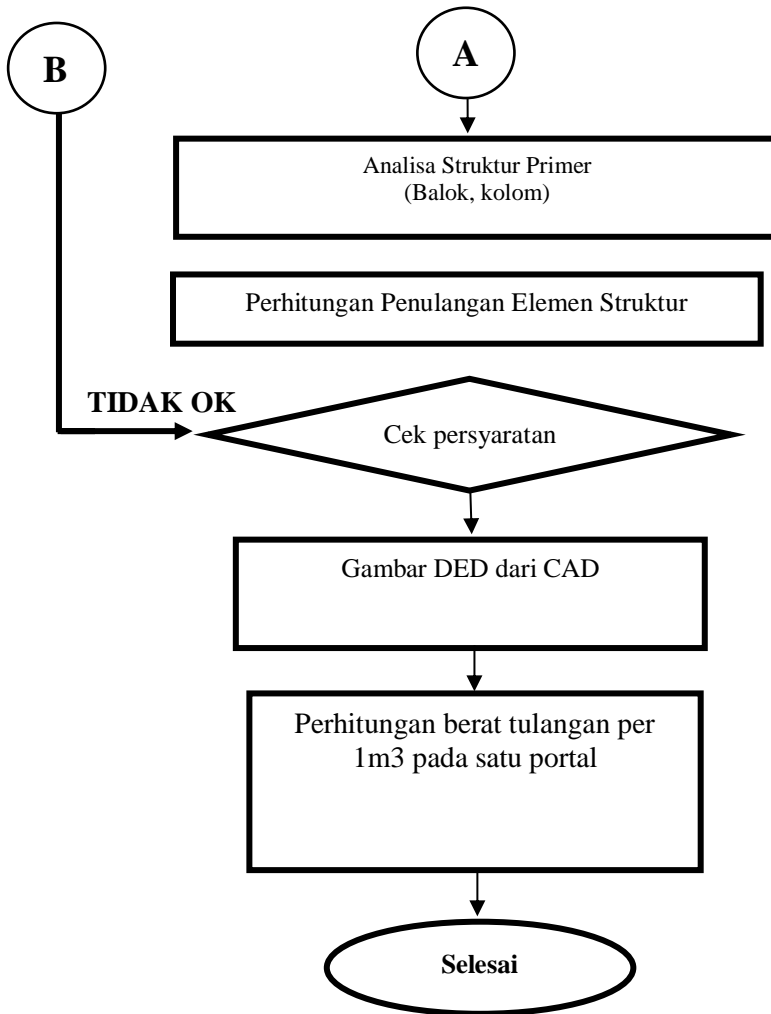 B
A
Analisa Struktur Primer
(Balok, kolom)
Perhitungan Penulangan Elemen Struktur
TIDAK OK
Cek persyaratan
Gambar DED dari CAD
Perhitungan berat tulangan per
1m3 pada satu portal
Selesai